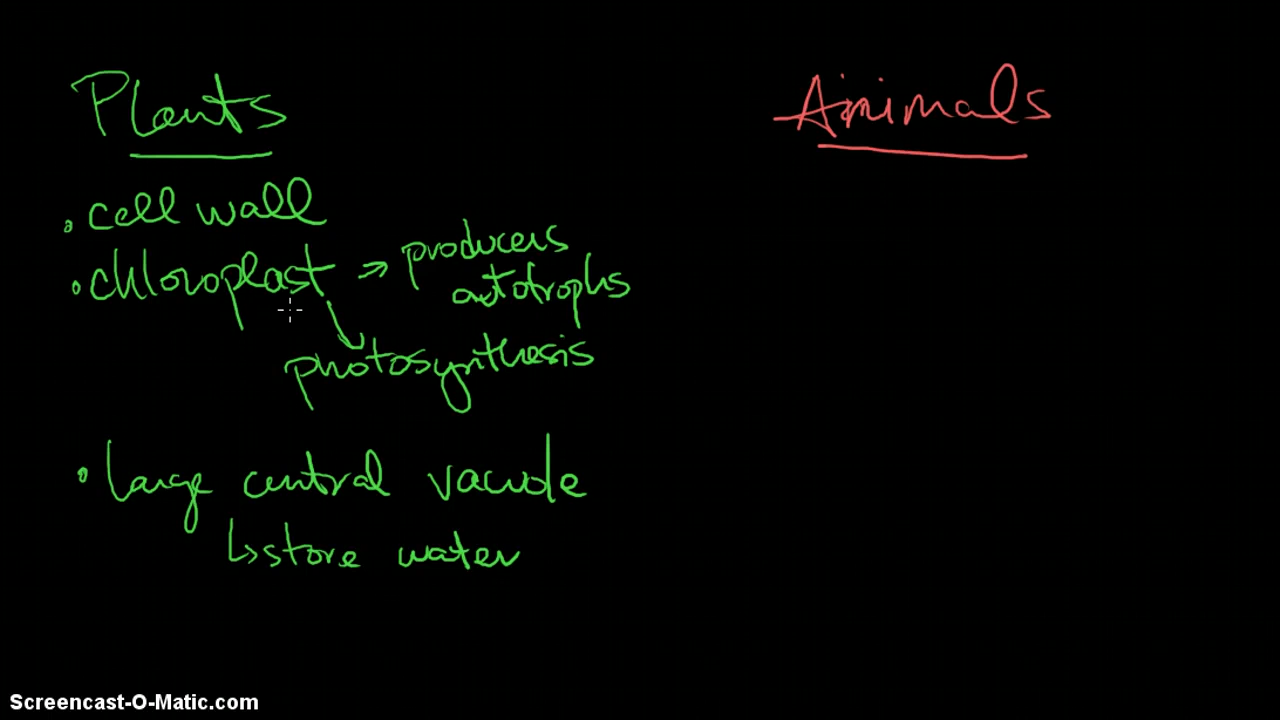 Plants
• cell wall
• chloroplast → producers
autotrophs
photosynthesis
• large central vacuole
↳ store water
Animals
Screencast-O-Matic.com